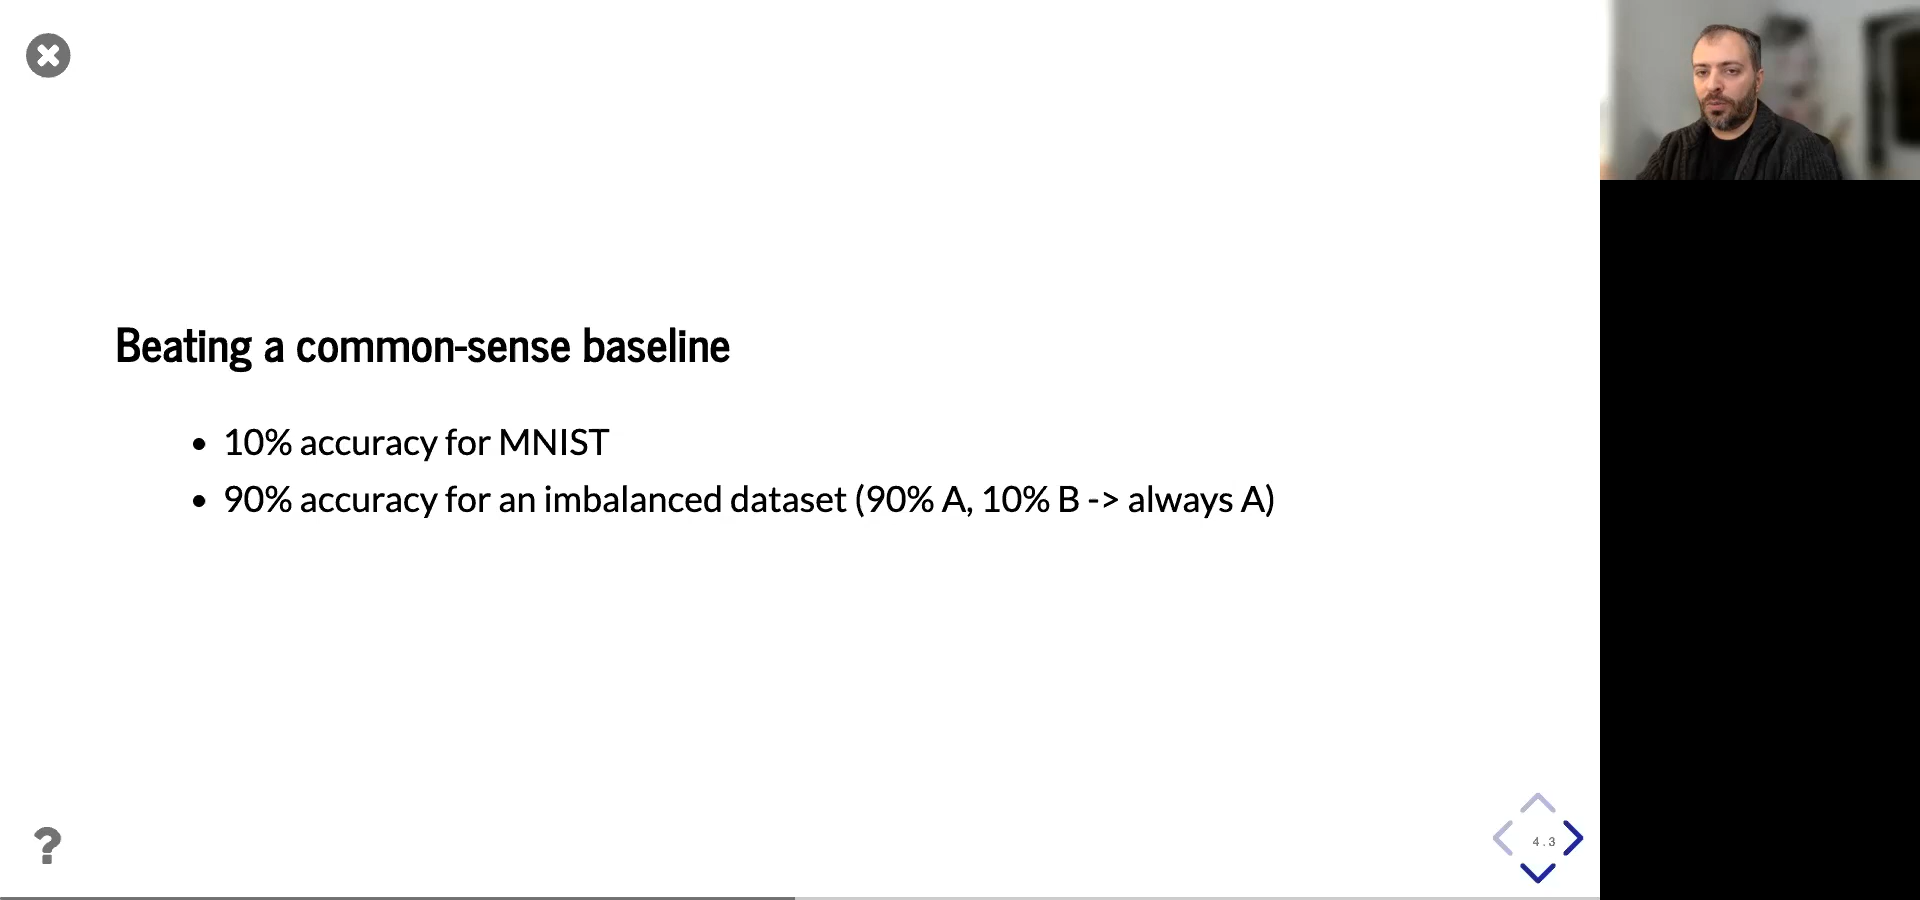 Beating a common-sense baseline
• 10% accuracy for MNIST
• 90% accuracy for an imbalanced dataset (90% A, 10% B -> always A)
?
4.3